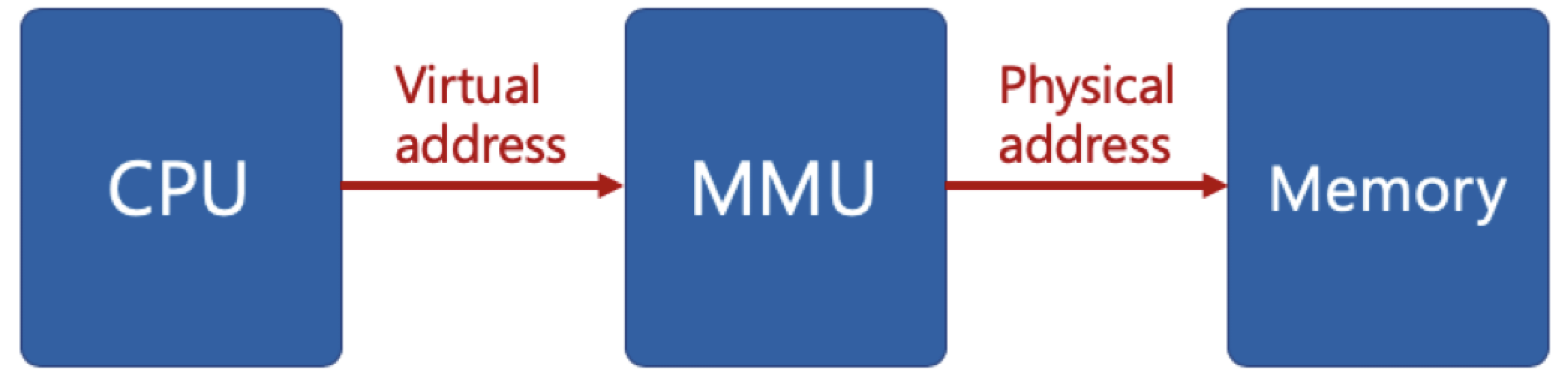 CPU
Virtual
address
MMU
Physical
address
Memory